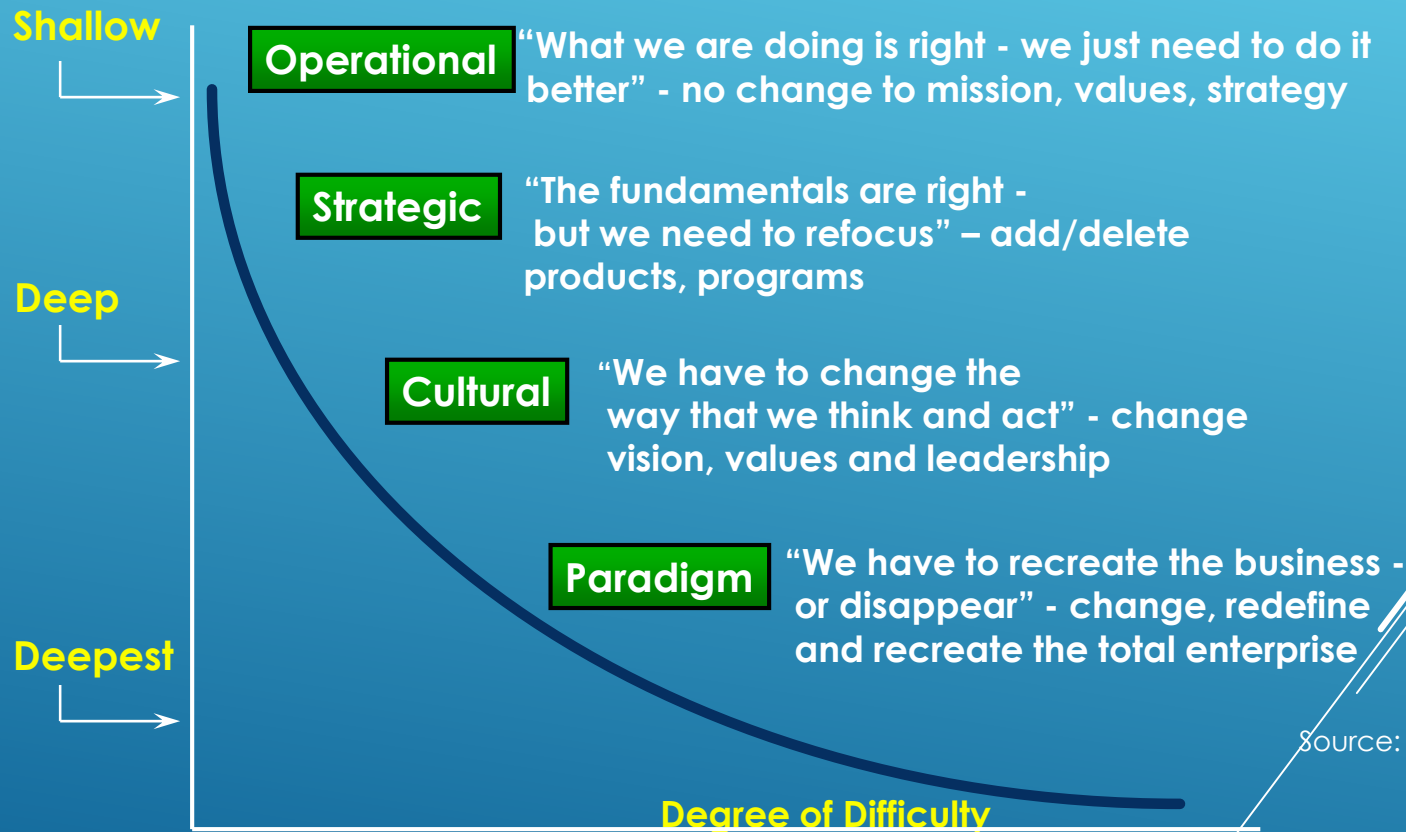 Shallow
Operational
“What we are doing is right - we just need to do it
better” - no change to mission, values, strategy
Strategic
“The fundamentals are right -
but we need to refocus” – add/delete
products, programs
Deep
Cultural
“We have to change the
way that we think and act” - change
vision, values and leadership
Paradigm
“We have to recreate the business -
or disappear” - change, redefine
and recreate the total enterprise
Deepest
Source:
Degree of Difficulty